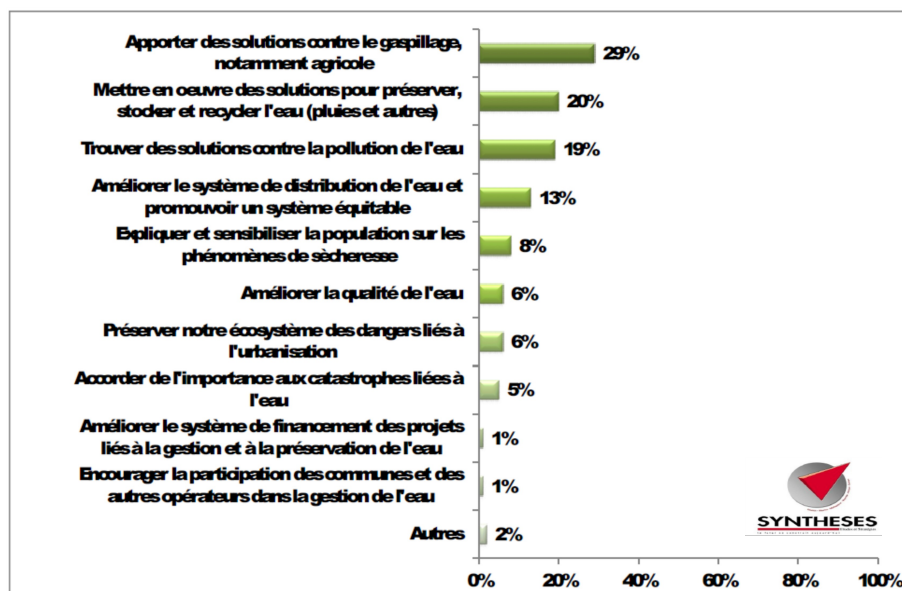 Apporter des solutions contre le gaspillage,
notamment agricole
29%
Mettre en oeuvre des solutions pour préserver,
stocker et recycler l'eau (pluies et autres)
20%
Trouver des solutions contre la pollution de l'eau
19%
Améliorer le système de distribution de l'eau et
promouvoir un système équitable
13%
Expliquer et sensibiliser la population sur les
phénomènes de sècheresse
8%
Améliorer la qualité de l'eau
6%
Préserver notre écosystème des dangers liés à
l'urbanisation
6%
Accorder de l'importance aux catastrophes liées à
l'eau
5%
Améliorer le système de financement des projets
liés à la gestion et à la préservation de l'eau
1%
Encourager la participation des communes et des
autres opérateurs dans la gestion de l'eau
1%
Autres
2%
SYNTHESES
0% 20% 40% 60% 80% 100%